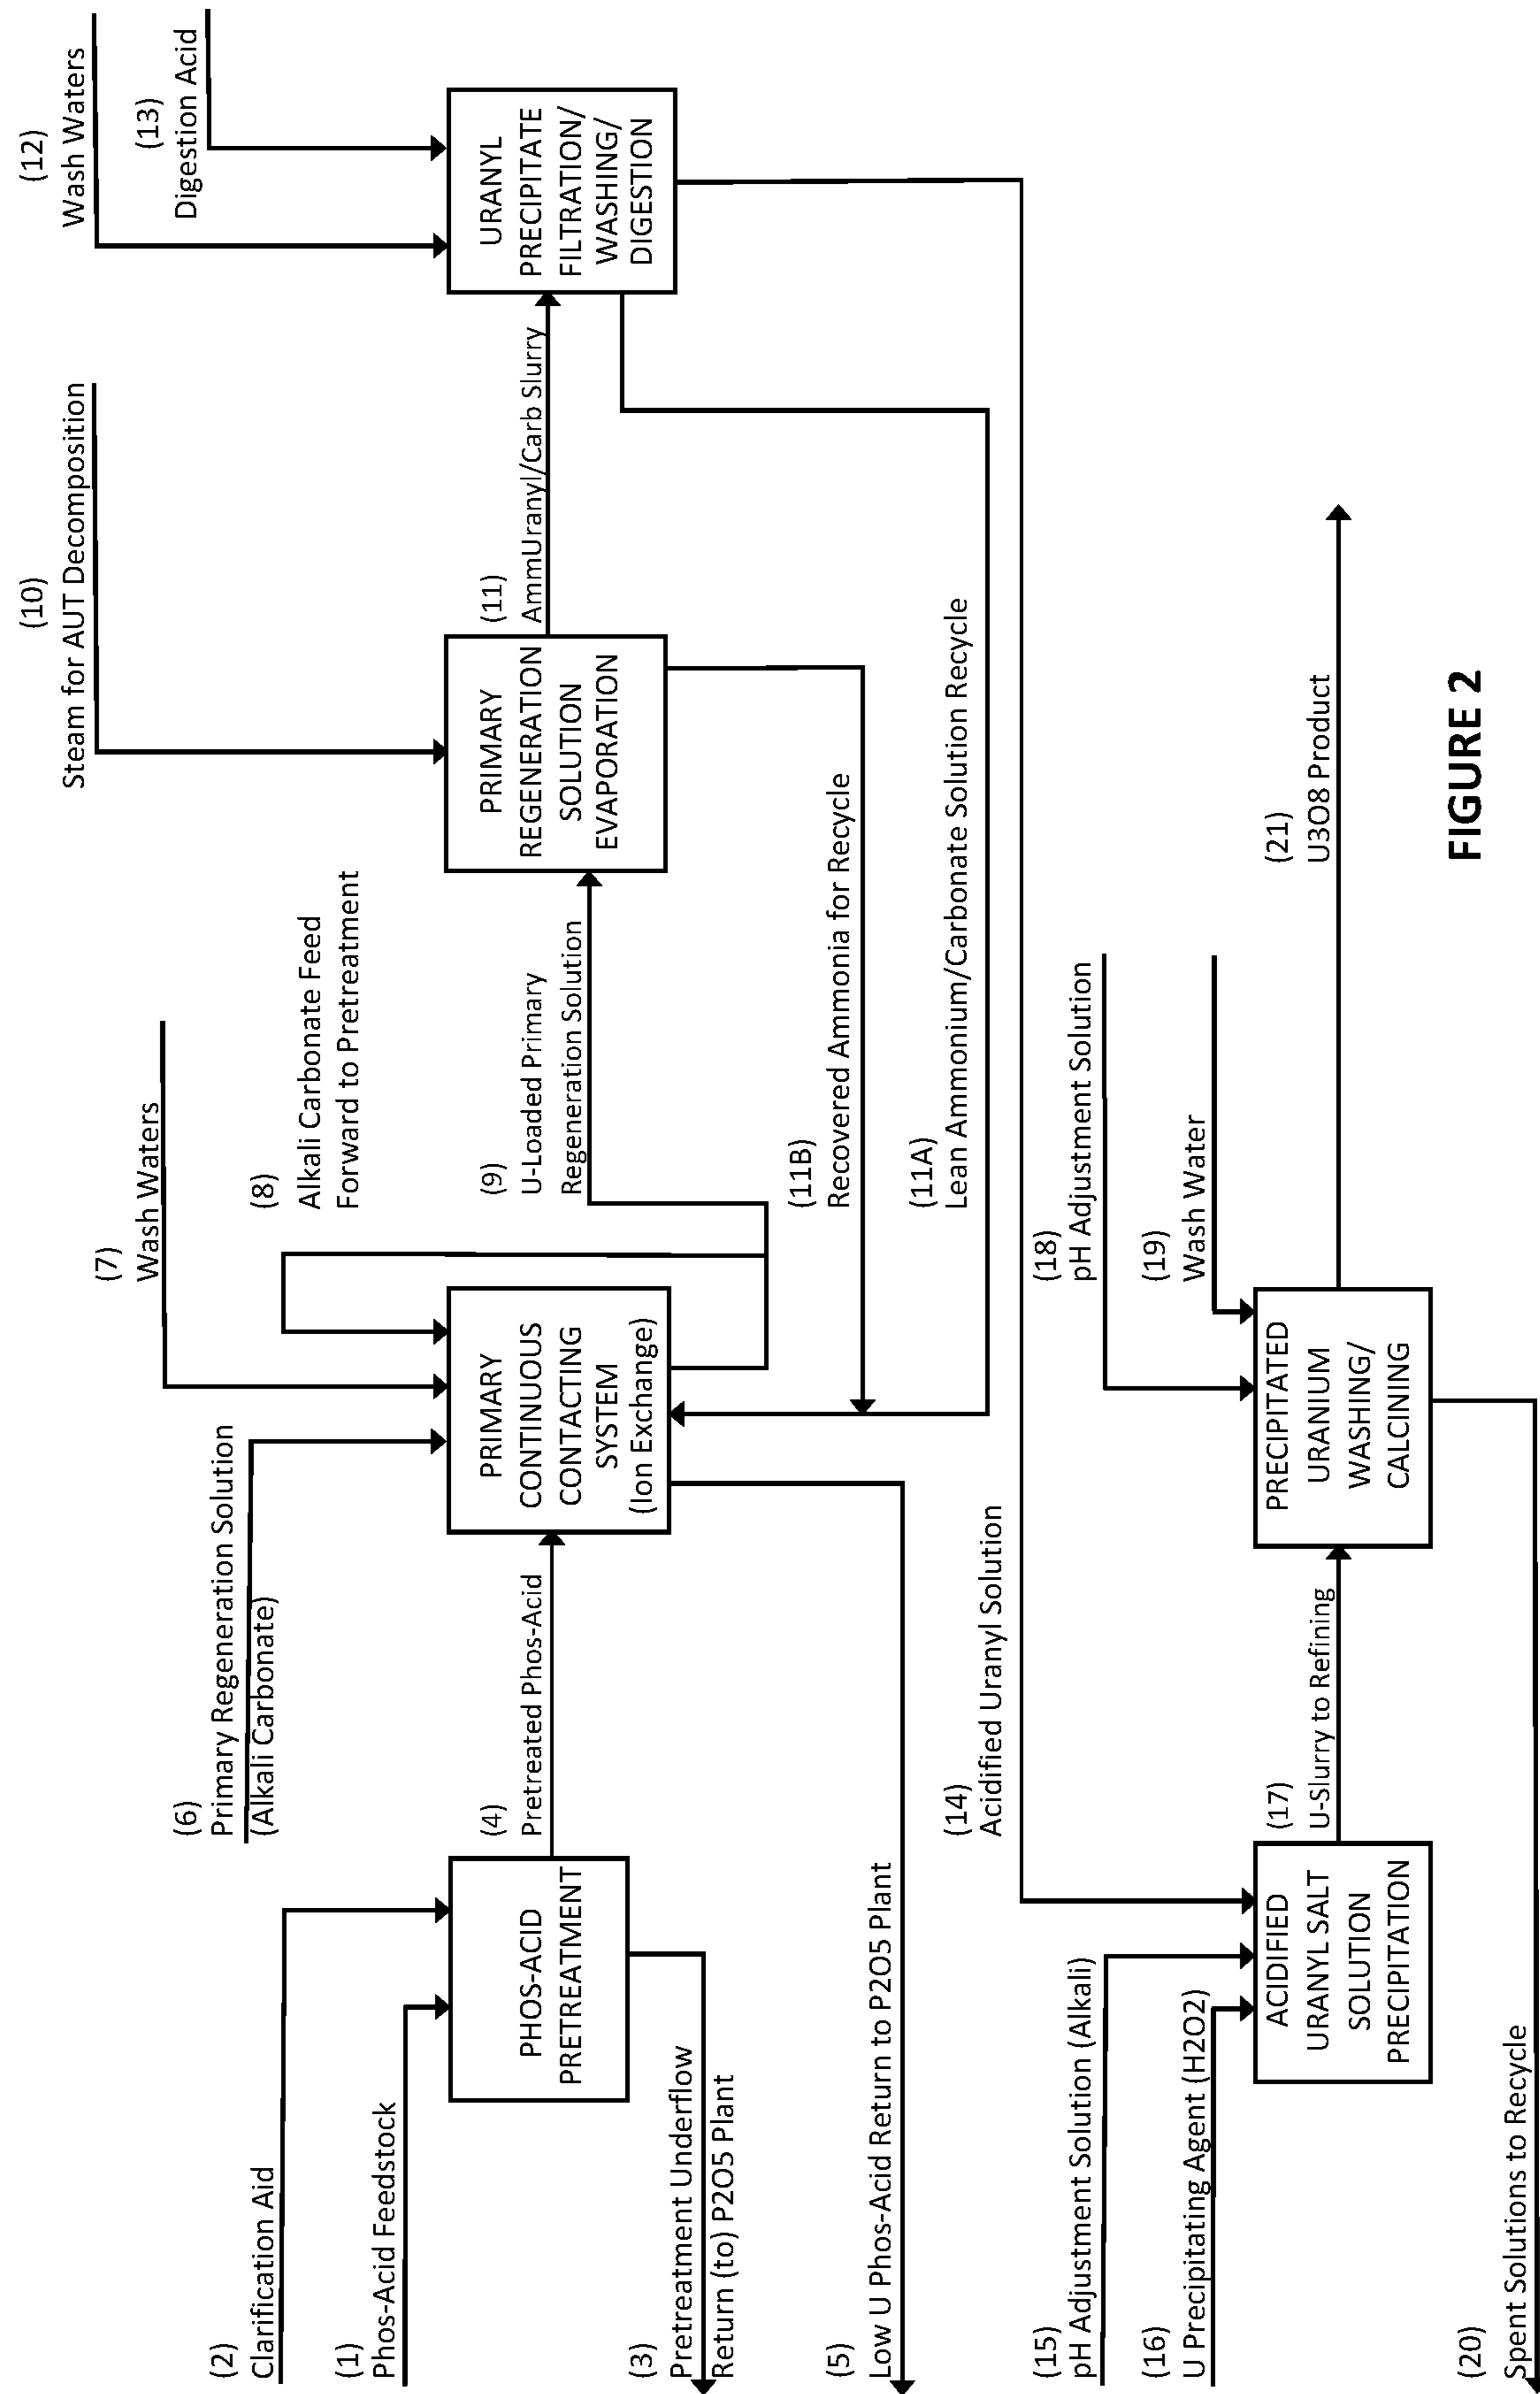 (2)
Clarification Aid
(1)
Phos-Acid Feedstock
PHOS-ACID
PRETREATMENT
(3)
Pretreatment Underflow
Return (to) P2O5 Plant
(4)
Pretreated Phos-Acid
(5)
Low U Phos-Acid Return to P2O5 Plant
(6)
Primary Regeneration Solution
(Alkali Carbonate)
(7)
Wash Waters
(8)
Alkali Carbonate Feed
Forward to Pretreatment
PRIMARY
CONTINUOUS
CONTACTING
SYSTEM
(Ion Exchange)
(9)
U-Loaded Primary
Regeneration Solution
(10)
Steam for AUT Decomposition
PRIMARY
REGENERATION
SOLUTION
EVAPORATION
(11)
AmmUranyl/Carb Slurry
(11B)
Recovered Ammonia for Recycle
(11A)
Lean Ammonium/Carbonate Solution Recycle
(12)
Wash Waters
(13)
Digestion Acid
URANYL
PRECIPITATE
FILTRATION/
WASHING/
DIGESTION
(14)
Acidified Uranyl Solution
(15)
pH Adjustment Solution (Alkali)
(16)
U Precipitating Agent (H2O2)
ACIDIFIED
URANYL SALT
SOLUTION
PRECIPITATION
(17)
U-Slurry to Refining
(18)
pH Adjustment Solution
(19)
Wash Water
PRECIPITATED
URANIUM
WASHING/
CALCINING
(20)
Spent Solutions to Recycle
(21)
U3O8 Product
FIGURE 2